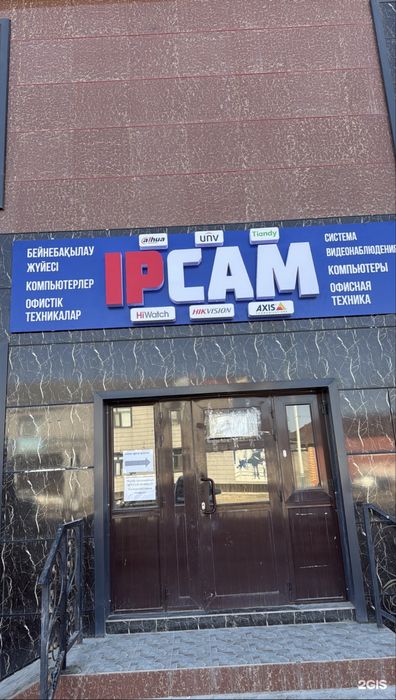 alhua
unv
Tiandy
БЕЙНЕБАҚЫЛАУ
ЖҮЙЕСІ
КОМПЬЮТЕРЛЕР
ОФИСТІК
ТЕХНИКАЛАР
IPCAM
СИСТЕМА
ВИДЕОНАБЛЮДЕНИЯ
КОМПЬЮТЕРЫ
ОФИСНАЯ
ТЕХНИКА
HiWatch
HIKVISION
AXIS
2GIS